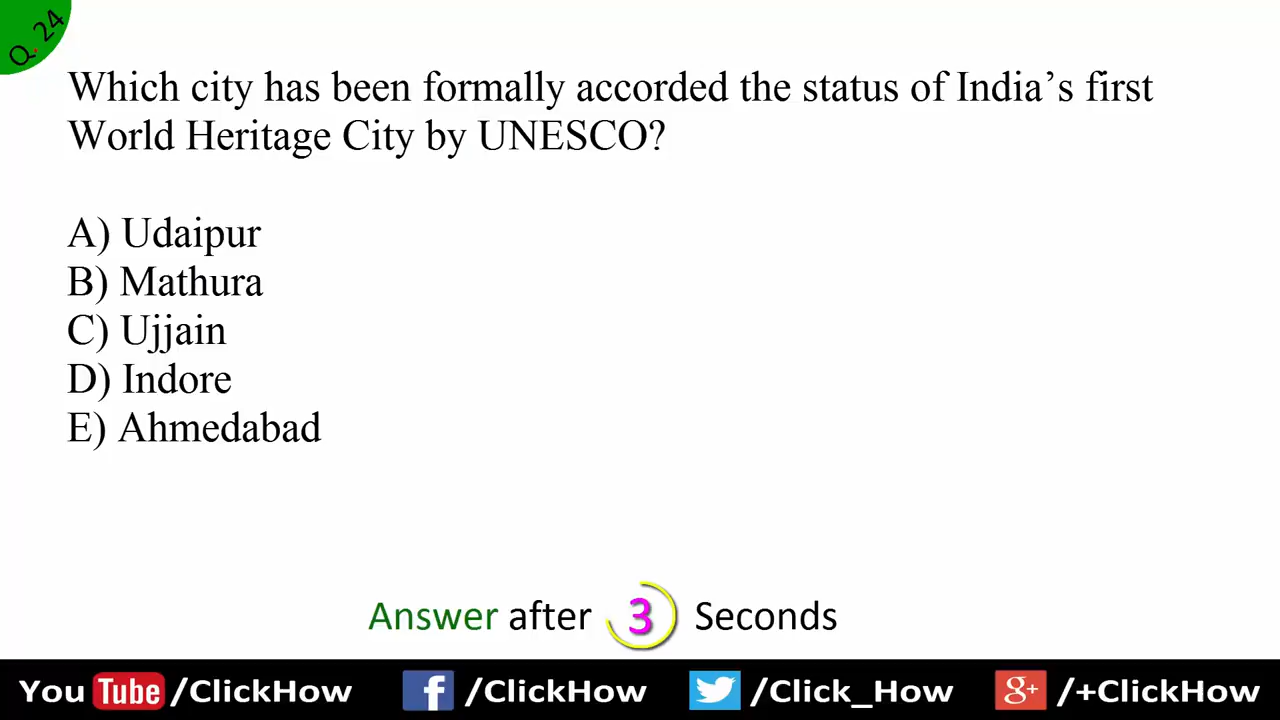 Q. 24
Which city has been formally accorded the status of India’s first
World Heritage City by UNESCO?
A) Udaipur
B) Mathura
C) Ujjain
D) Indore
E) Ahmedabad
Answer after 3 Seconds
You Tube /ClickHow f /ClickHow /Click_How g+ /+ClickHow